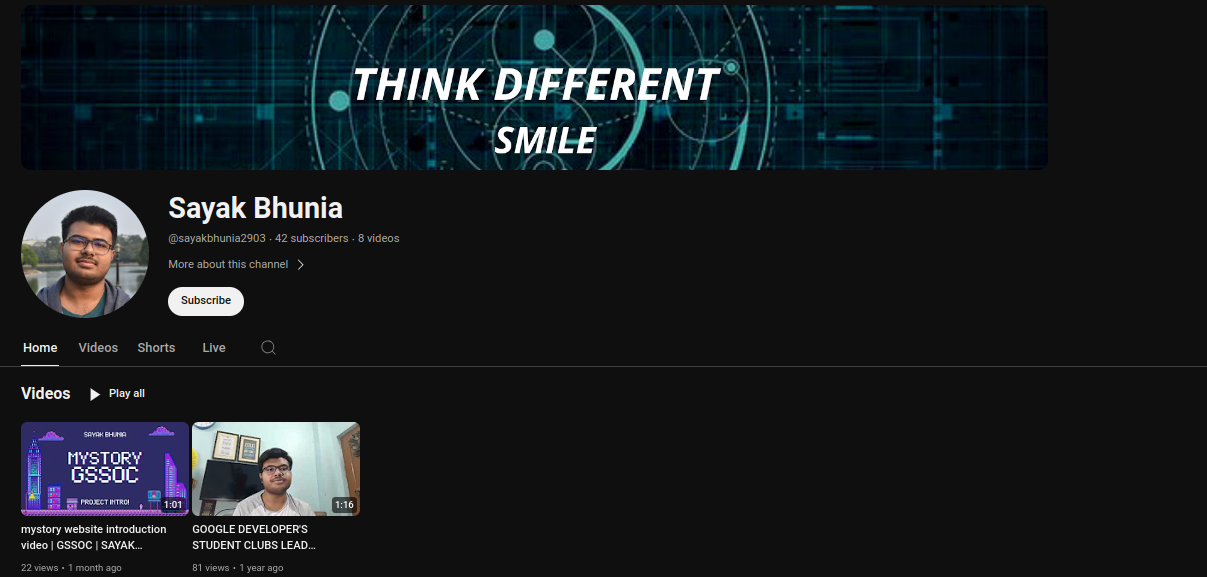 THINK DIFFERENT
SMILE
Sayak Bhunia
@sayakbhunia2903 · 42 subscribers · 8 videos
More about this channel
Subscribe
Home Videos Shorts Live
Videos Play all
SAYAK BHUNIA
MYSTORY
GSSOC
PROJECT INTRO!
1:01
1:16
mystory website introduction
video | GSSOC | SAYAK...
22 views • 1 month ago
GOOGLE DEVELOPER'S
STUDENT CLUBS LEAD...
81 views • 1 year ago